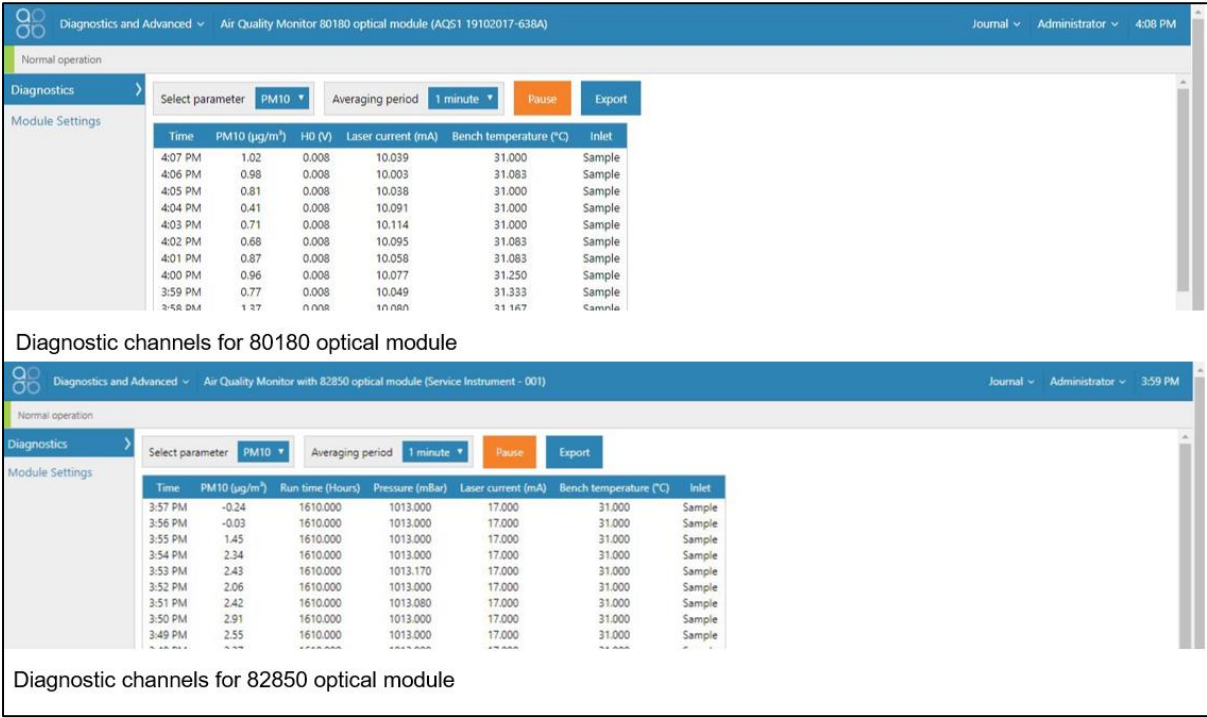 Diagnostics and Advanced Air Quality Monitor 80180 optical module (AQS1 19102017-638A) Journal Administrator 4:08 PM
Normal operation
Diagnostics
Module Settings
Select parameter PM10 Averaging period 1 minute Pause Export
Time PM10 (µg/m³) H0 (V) Laser current (mA) Bench temperature (°C) Inlet
4:07 PM 1.02 0.008 10.039 31.000 Sample
4:06 PM 0.98 0.008 10.003 31.083 Sample
4:05 PM 0.81 0.008 10.038 31.000 Sample
4:04 PM 0.41 0.008 10.091 31.000 Sample
4:03 PM 0.71 0.008 10.114 31.000 Sample
4:02 PM 0.68 0.008 10.095 31.083 Sample
4:01 PM 0.87 0.008 10.058 31.083 Sample
4:00 PM 0.96 0.008 10.077 31.250 Sample
3:59 PM 0.77 0.008 10.049 31.333 Sample
3:58 PM 1.37 0.008 10.080 31.167 Sample
Diagnostic channels for 80180 optical module
Diagnostics and Advanced Air Quality Monitor with 82850 optical module (Service Instrument - 001) Journal Administrator 3:59 PM
Normal operation
Diagnostics
Module Settings
Select parameter PM10 Averaging period 1 minute Pause Export
Time PM10 (µg/m³) Run time (Hours) Pressure (mBar) Laser current (mA) Bench temperature (°C) Inlet
3:57 PM -0.24 1610.000 1013.000 17.000 31.000 Sample
3:56 PM -0.03 1610.000 1013.000 17.000 31.000 Sample
3:55 PM 1.45 1610.000 1013.000 17.000 31.000 Sample
3:54 PM 2.34 1610.000 1013.000 17.000 31.000 Sample
3:53 PM 2.43 1610.000 1013.170 17.000 31.000 Sample
3:52 PM 2.06 1610.000 1013.000 17.000 31.000 Sample
3:51 PM 2.42 1610.000 1013.080 17.000 31.000 Sample
3:50 PM 2.91 1610.000 1013.000 17.000 31.000 Sample
3:49 PM 2.55 1610.000 1013.000 17.000 31.000 Sample
Diagnostic channels for 82850 optical module